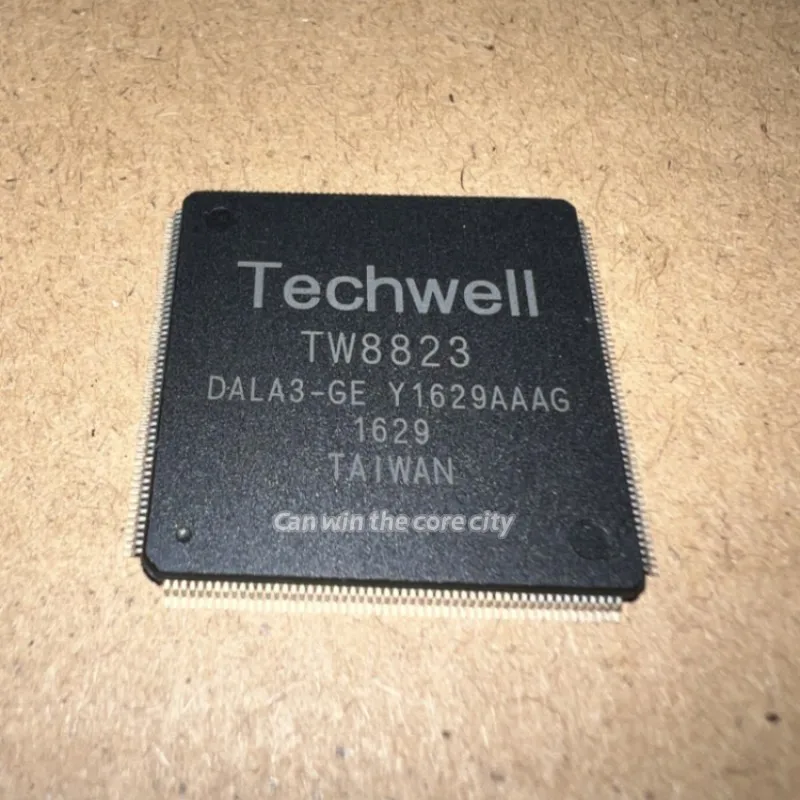 Techwell
TW8823
DALA3-GE Y1629AAAG
1629
TAIWAN
Can win the core city